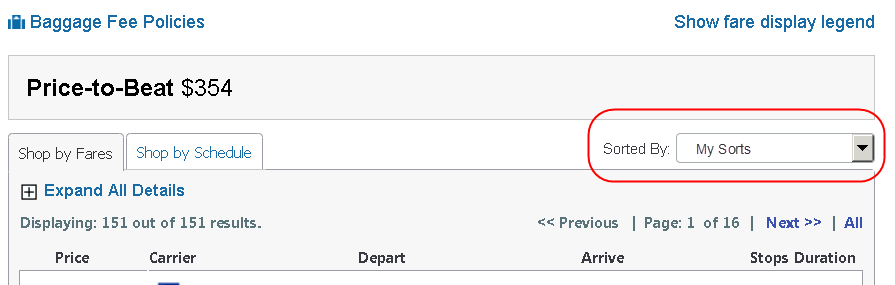 Baggage Fee Policies Show fare display legend
Price-to-Beat $354
Shop by Fares Shop by Schedule Sorted By: My Sorts
Expand All Details
Displaying: 151 out of 151 results. << Previous | Page: 1 of 16 | Next >> | All
Price Carrier Depart Arrive Stops Duration